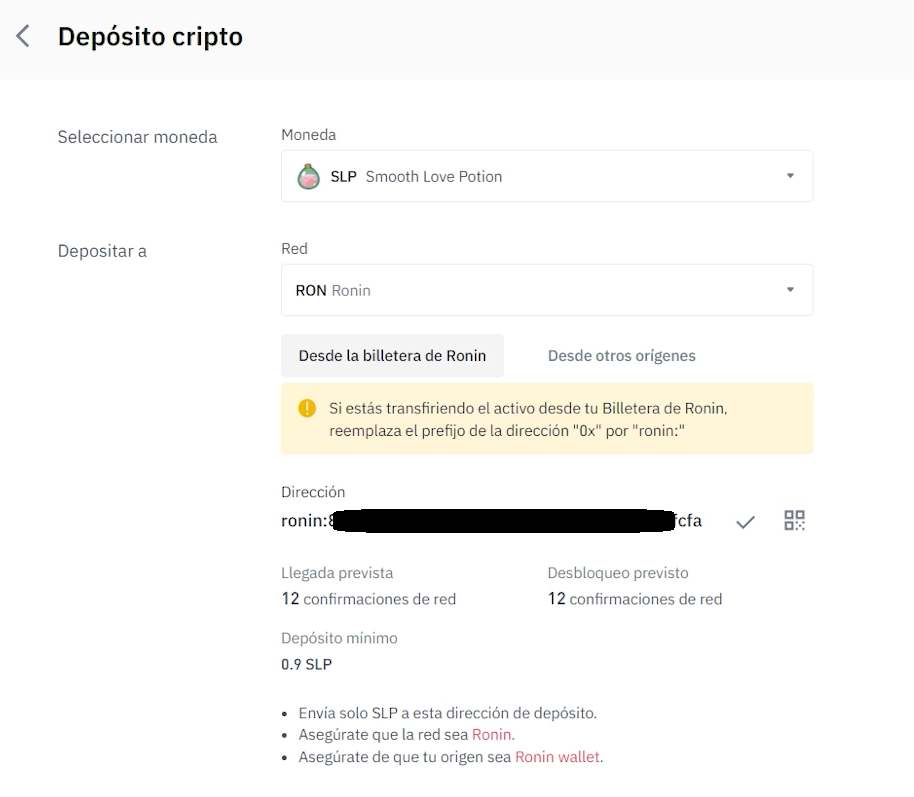 Depósito cripto
Seleccionar moneda
Moneda
SLP Smooth Love Potion
Depositar a
Red
RON Ronin
Desde la billetera de Ronin
Desde otros orígenes
Si estás transfiriendo el activo desde tu Billetera de Ronin,
reemplaza el prefijo de la dirección "0x" por "ronin:"
Dirección
ronin: cfa
Llegada prevista
12 confirmaciones de red
Desbloqueo previsto
12 confirmaciones de red
Depósito mínimo
0.9 SLP
• Envía solo SLP a esta dirección de depósito.
• Asegúrate que la red sea Ronin.
• Asegúrate de que tu origen sea Ronin wallet.